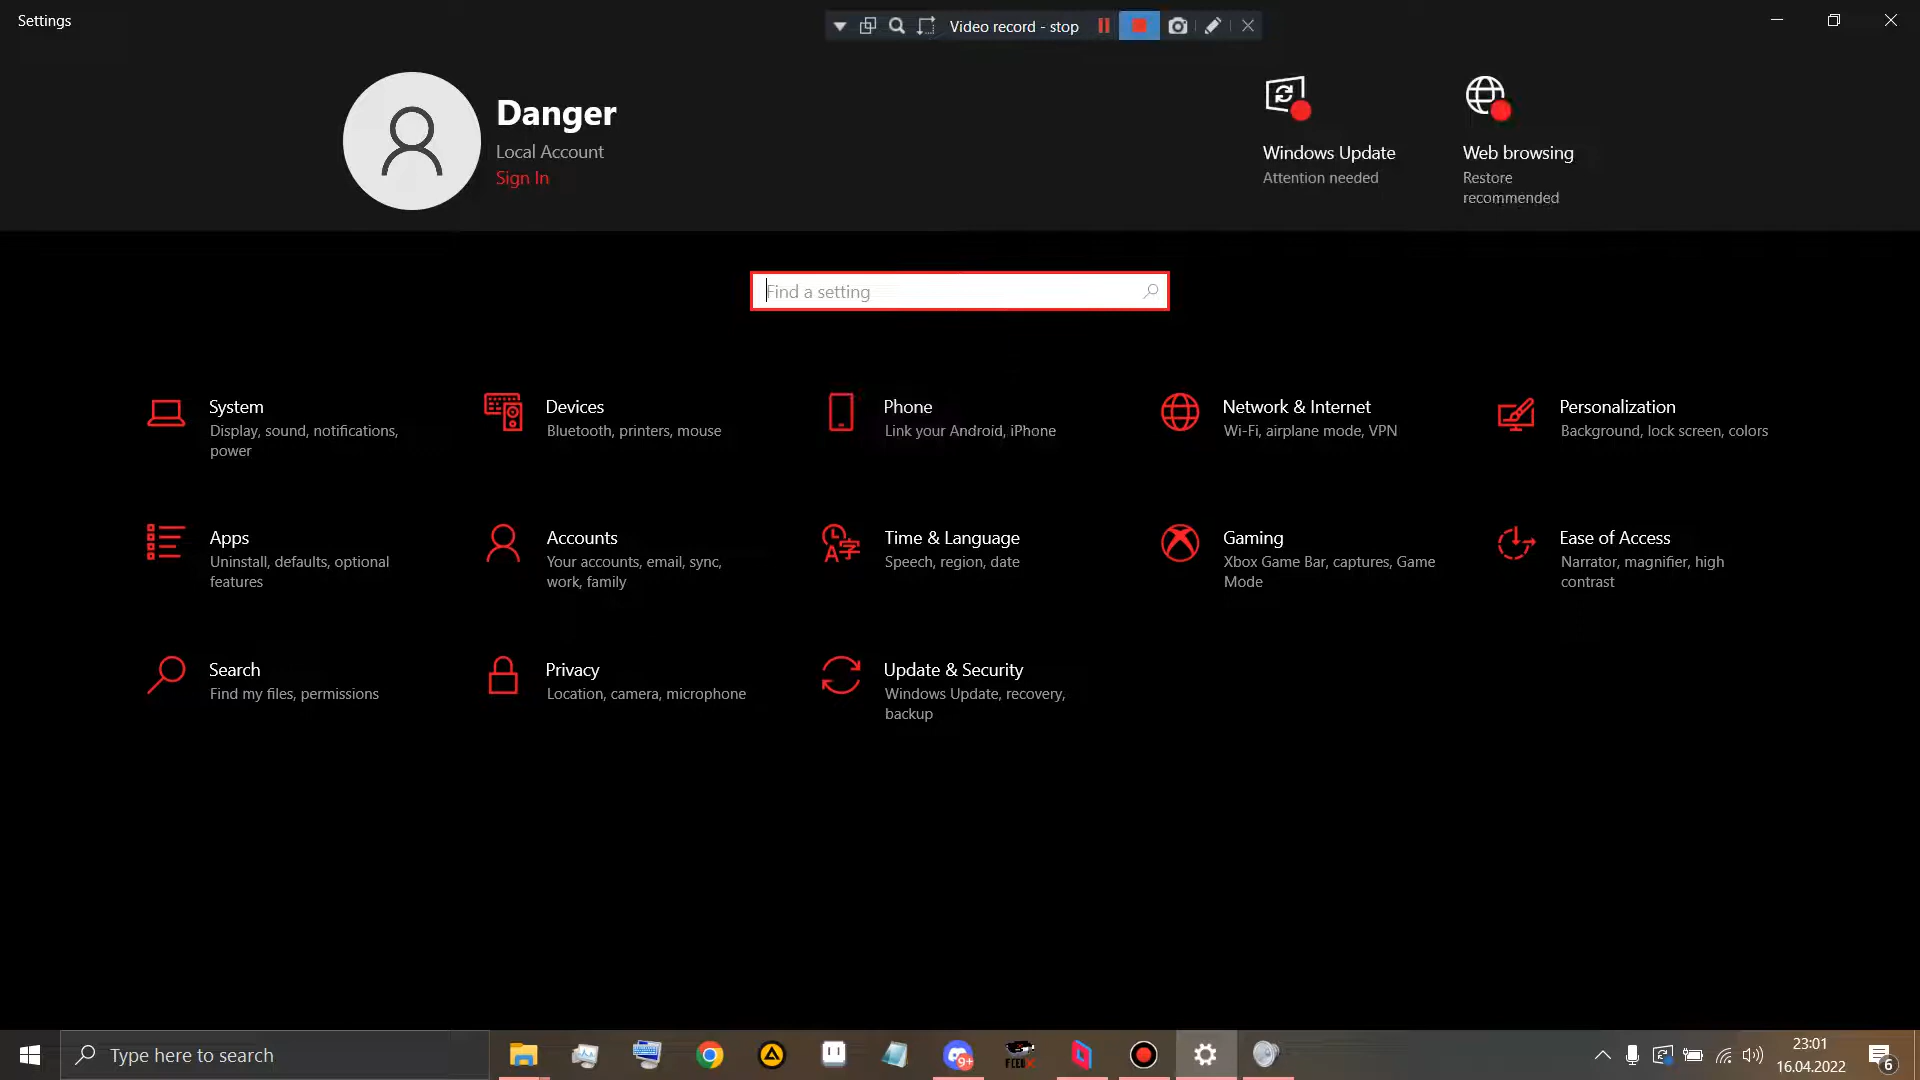 Settings
Video record - stop
Danger
Local Account
Sign In
Windows Update
Attention needed
Web browsing
Restore
recommended
Find a setting
System
Display, sound, notifications,
power
Devices
Bluetooth, printers, mouse
Phone
Link your Android, iPhone
Network & Internet
Wi-Fi, airplane mode, VPN
Personalization
Background, lock screen, colors
Apps
Uninstall, defaults, optional
features
Accounts
Your accounts, email, sync,
work, family
Time & Language
Speech, region, date
Gaming
Xbox Game Bar, captures, Game
Mode
Ease of Access
Narrator, magnifier, high
contrast
Search
Find my files, permissions
Privacy
Location, camera, microphone
Update & Security
Windows Update, recovery,
backup
Type here to search
9+
23:01
16.04.2022
6